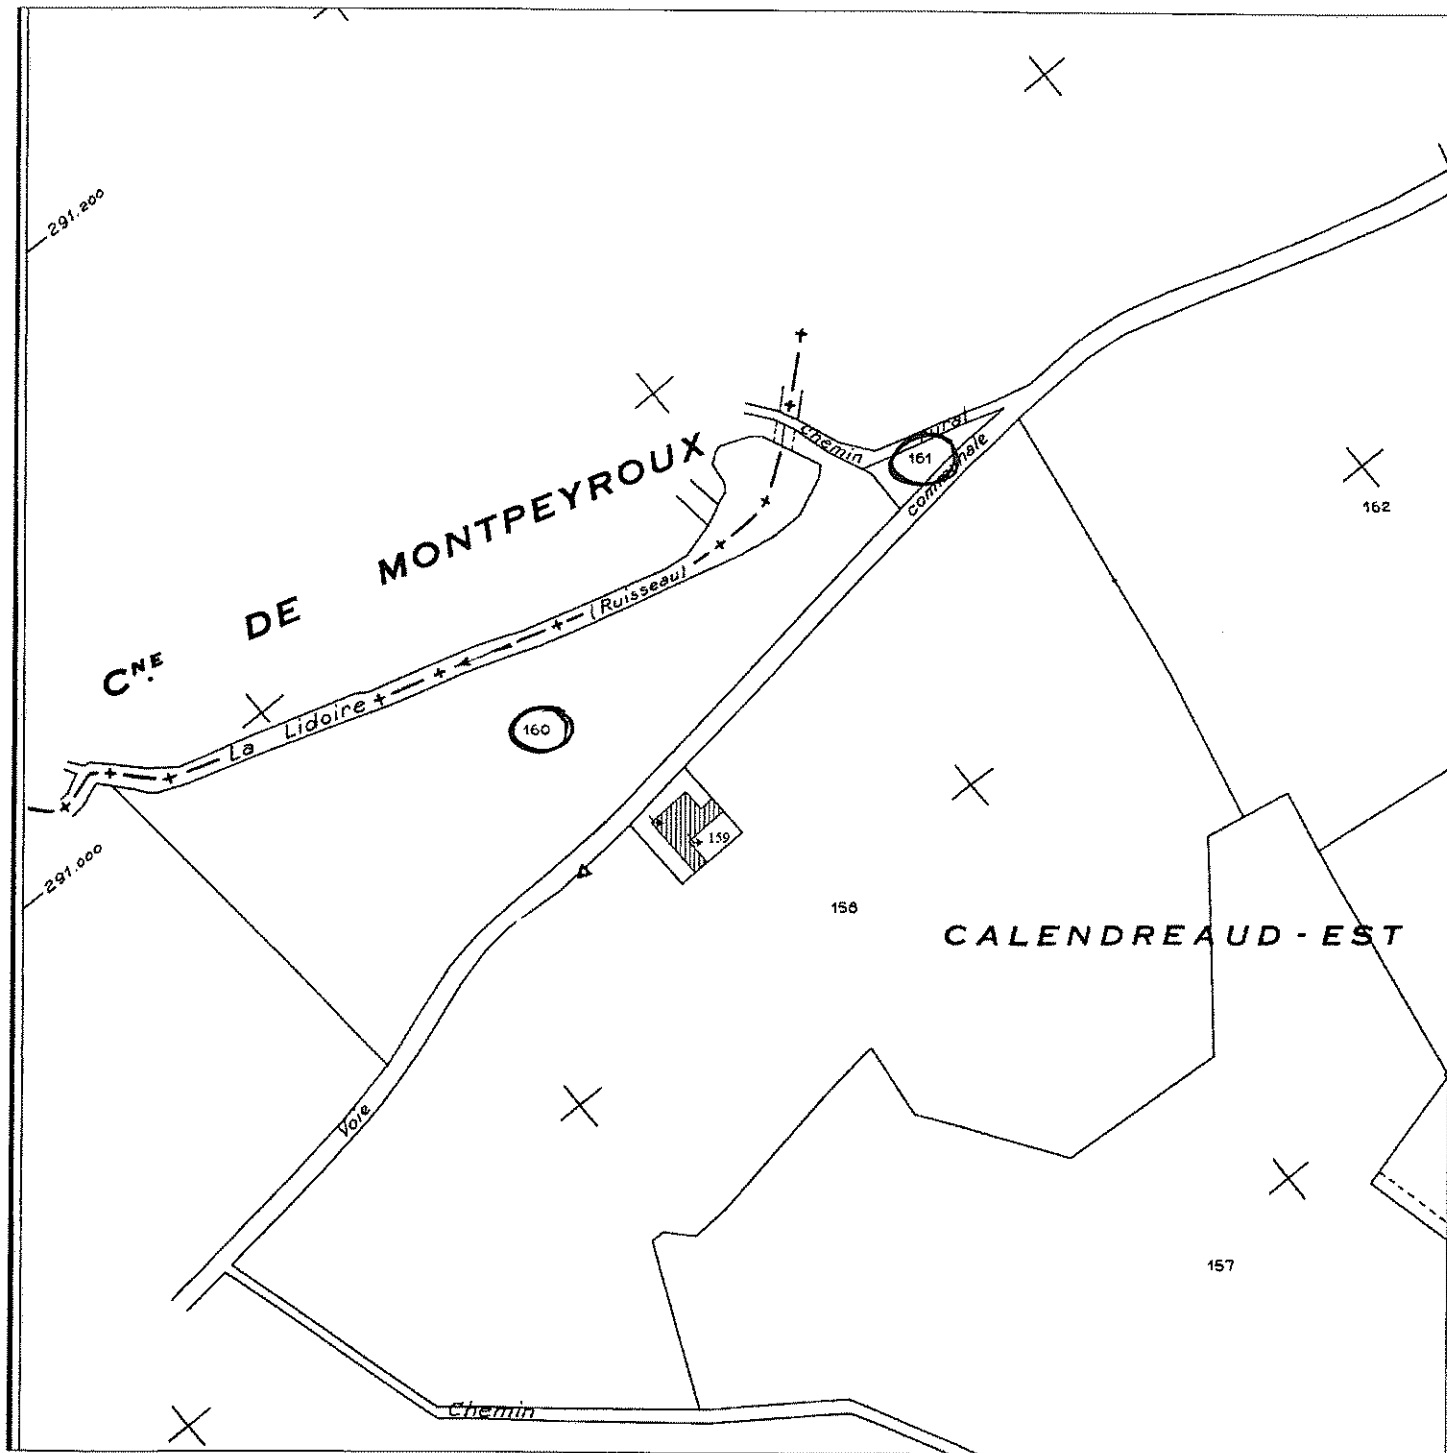 291.200
Chemin rural
161
communale
162
CNE. DE MONTPEYROUX
(Ruisseau)
La Lidoire
160
159
291.000
158
CALENDREAUD - EST
Voie
157
Chemin